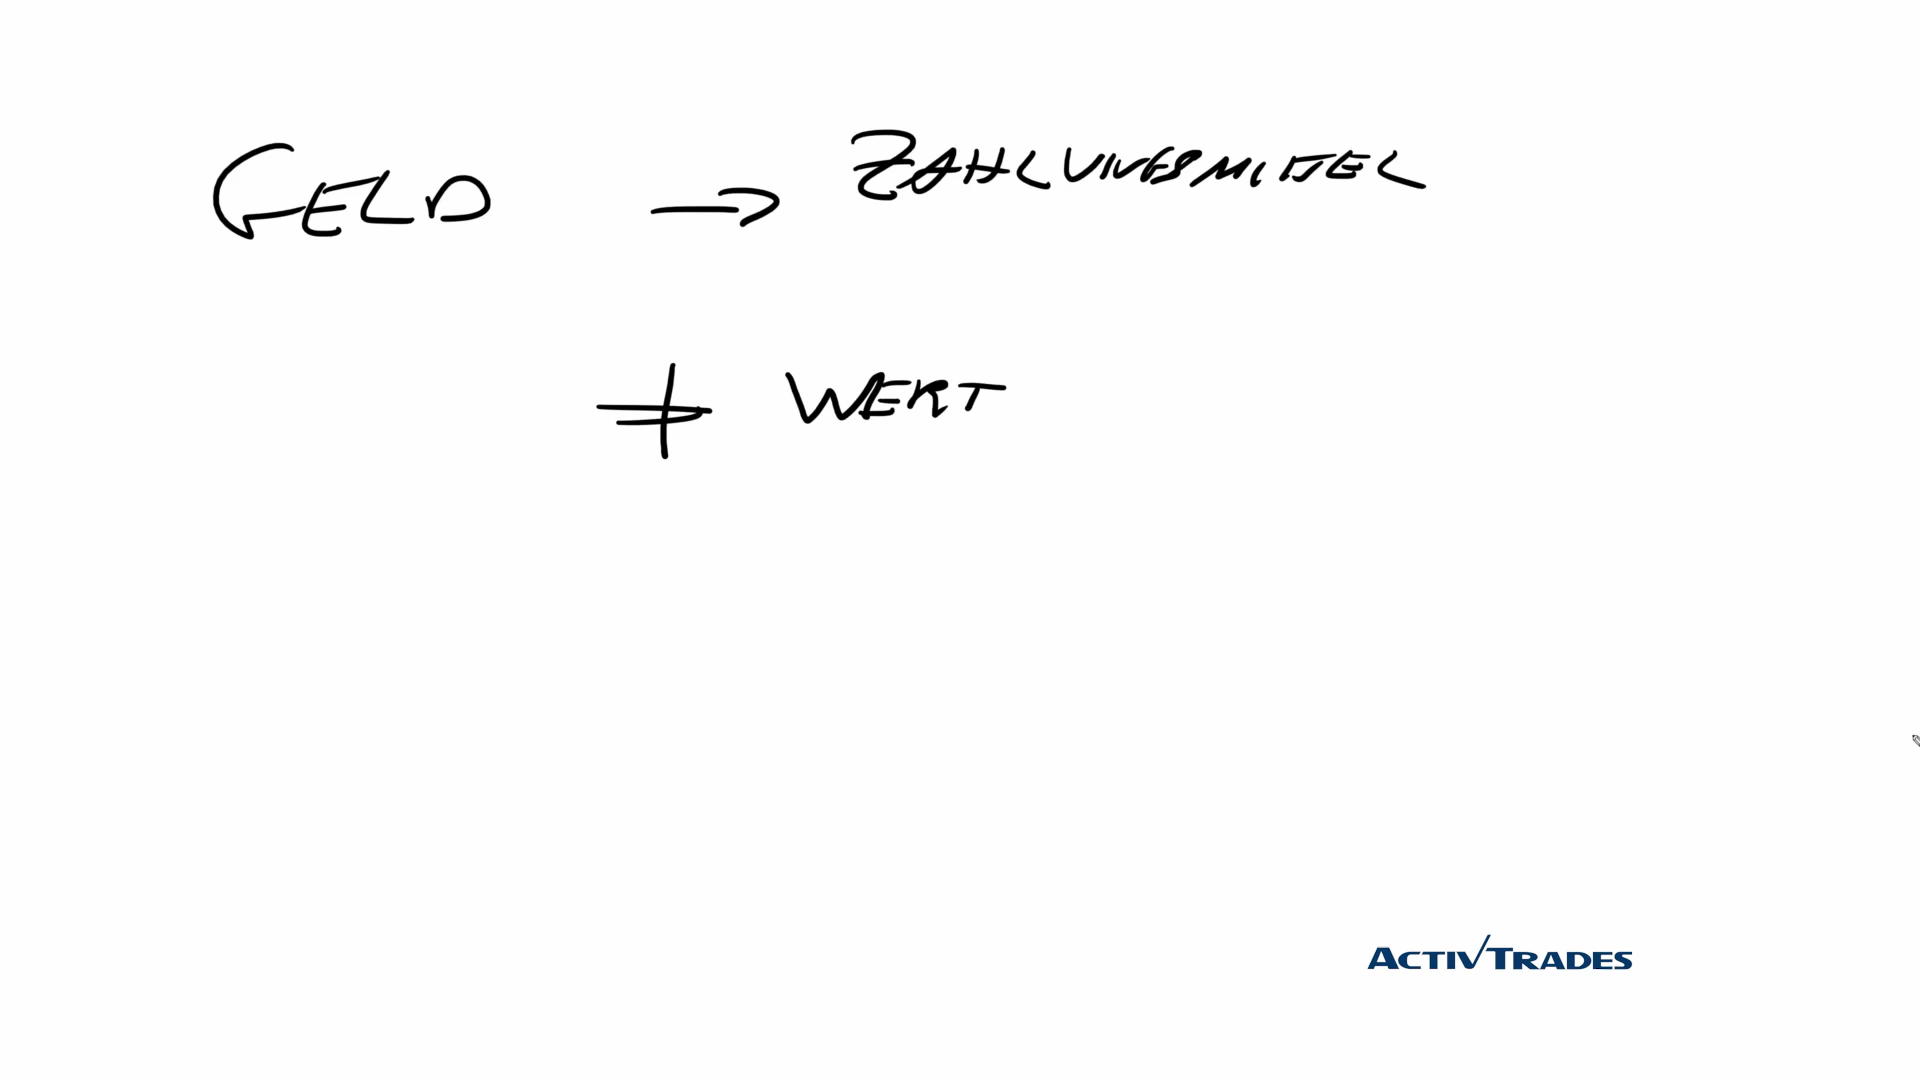 GELD → ZAHLUNGSMITTEL
≠ WERT
ACTIVTRADES